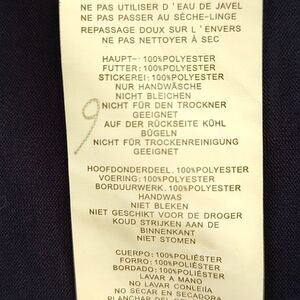 NE PAS UTILISER D'EAU DE JAVEL
NE PAS PASSER AU SÈCHE-LINGE
REPASSAGE DOUX SUR L'ENVERS
NE PAS NETTOYER À SEC
HAUPT-: 100%POLYESTER
FUTTER: 100%POLYESTER
STICKEREI: 100%POLYESTER
NUR HANDWÄSCHE
NICHT BLEICHEN
NICHT FÜR DEN TROCKNER
GEEIGNET
AUF DER RÜCKSEITE KÜHL
BÜGELN
NICHT FÜR TROCKENREINIGUNG
GEEIGNET
9
HOOFDONDERDEEL. 100%POLYESTER
VOERING: 100%POLYESTER
BORDUURWERK. 100%POLYESTER
HANDWAS
NIET BLEKEN
NIET GESCHIKT VOOR DE DROGER
KOUD STRIJKEN AAN DE
BINNENKANT
NIET STOMEN
CUERPO: 100%POLIÉSTER
FORRO: 100%POLIÉSTER
BORDADO: 100%POLIÉSTER
LAVAR A MANO
NO LAVAR CONLEJÍA
NO SECAR EN SECADORA
PLANCHAR DEL